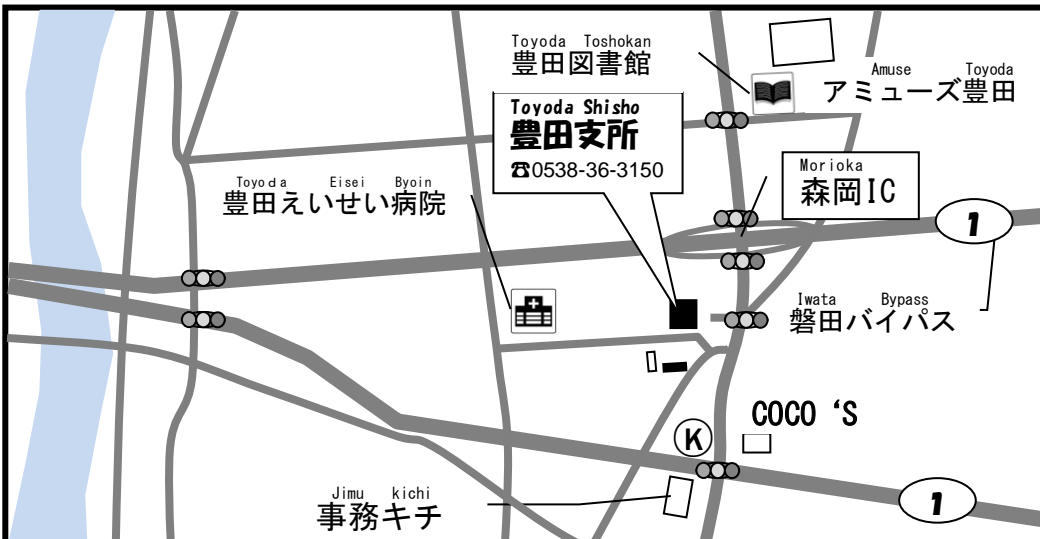 Toyoda Toshokan
豊田図書館
Amuse Toyoda
アミューズ豊田
Toyoda Shisho
豊田支所
☎0538-36-3150
Morioka
森岡IC
Toyoda Eisei Byoin
豊田えいせい病院
1
Iwata Bypass
磐田バイパス
COCO ‘S
K
Jimu kichi
事務キチ
1